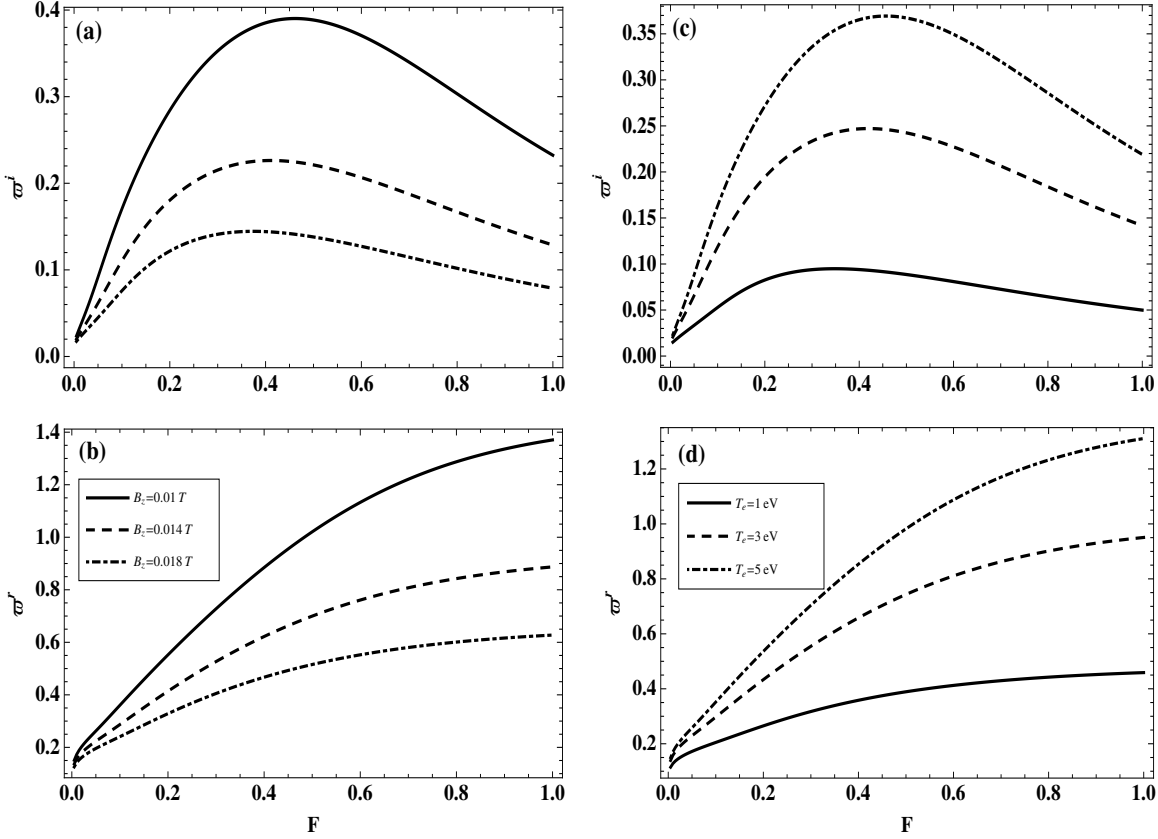 (a)
0.4
0.3
0.2
0.1
0.0
ϖⁱ
0.0 0.2 0.4 0.6 0.8 1.0
(c)
0.35
0.30
0.25
0.20
0.15
0.10
0.05
0.00
ϖⁱ
0.0 0.2 0.4 0.6 0.8 1.0
(b)
1.4
1.2
1.0
0.8
0.6
0.4
0.2
ϖʳ
B_z=0.01 T
B_z=0.014 T
B_z=0.018 T
0.0 0.2 0.4 0.6 0.8 1.0
F
(d)
1.2
1.0
0.8
0.6
0.4
0.2
ϖʳ
T_e=1 eV
T_e=3 eV
T_e=5 eV
0.0 0.2 0.4 0.6 0.8 1.0
F